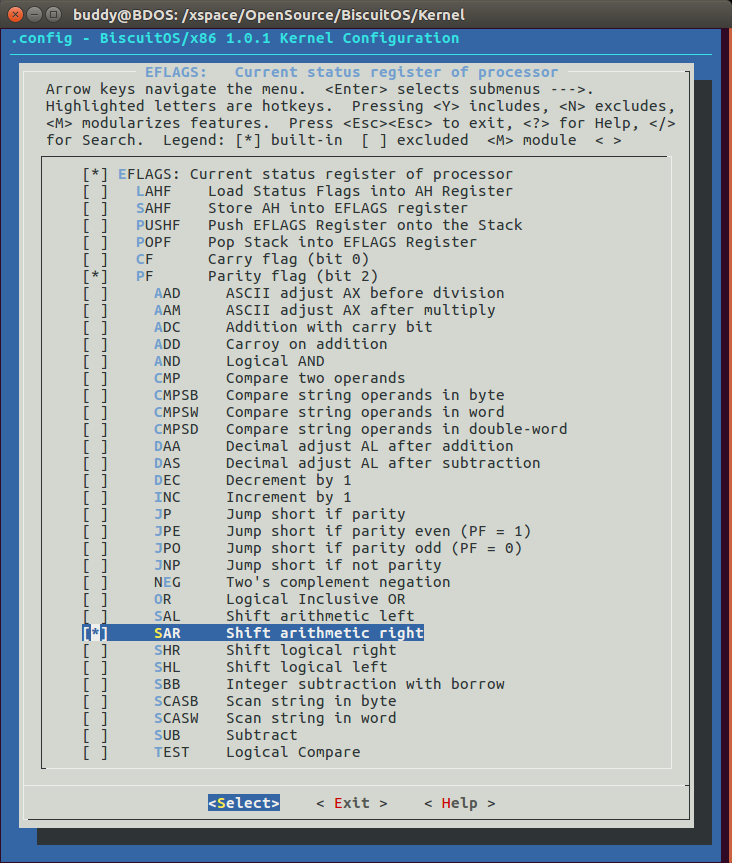 buddy@BDOS: /xspace/OpenSource/BiscuitOS/Kernel
.config - BiscuitOS/x86 1.0.1 Kernel Configuration
EFLAGS:   Current status register of processor
Arrow keys navigate the menu.  <Enter> selects submenus --->.
Highlighted letters are hotkeys.  Pressing <Y> includes, <N> excludes,
<M> modularizes features.  Press <Esc><Esc> to exit, <?> for Help, </>
for Search.  Legend: [*] built-in  [ ] excluded  <M> module  < >
[*] EFLAGS: Current status register of processor
[ ]   LAHF    Load Status Flags into AH Register
[ ]   SAHF    Store AH into EFLAGS register
[ ]   PUSHF   Push EFLAGS Register onto the Stack
[ ]   POPF    Pop Stack into EFLAGS Register
[ ]   CF      Carry flag (bit 0)
[*]   PF      Parity flag (bit 2)
[ ]     AAD     ASCII adjust AX before division
[ ]     AAM     ASCII adjust AX after multiply
[ ]     ADC     Addition with carry bit
[ ]     ADD     Carroy on addition
[ ]     AND     Logical AND
[ ]     CMP     Compare two operands
[ ]     CMPSB   Compare string operands in byte
[ ]     CMPSW   Compare string operands in word
[ ]     CMPSD   Compare string operands in double-word
[ ]     DAA     Decimal adjust AL after addition
[ ]     DAS     Decimal adjust AL after subtraction
[ ]     DEC     Decrement by 1
[ ]     INC     Increment by 1
[ ]     JP      Jump short if parity
[ ]     JPE     Jump short if parity even (PF = 1)
[ ]     JPO     Jump short if parity odd (PF = 0)
[ ]     JNP     Jump short if not parity
[ ]     NEG     Two's complement negation
[ ]     OR      Logical Inclusive OR
[ ]     SAL     Shift arithmetic left
[*]     SAR     Shift arithmetic right
[ ]     SHR     Shift logical right
[ ]     SHL     Shift logical left
[ ]     SBB     Integer subtraction with borrow
[ ]     SCASB   Scan string in byte
[ ]     SCASW   Scan string in word
[ ]     SUB     Subtract
[ ]     TEST    Logical Compare
<Select>    < Exit >    < Help >